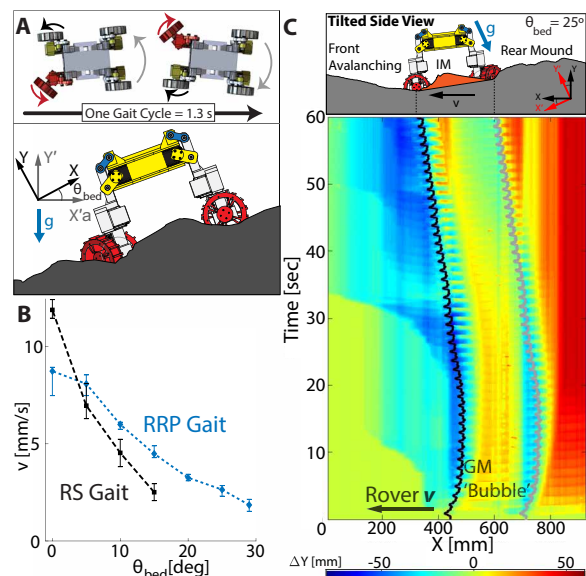 A
One Gait Cycle = 1.3 s
Y
Y'
X
θbed
X'a
g
B
v [mm/s]
10
5
0
RRP Gait
RS Gait
0
10
20
30
θbed[deg]
C
Tilted Side View
θbed = 25º
Front
Avalanching
IM
g
Rear Mound
v
Y'
Y
X
X'
Time [sec]
60
50
40
30
20
10
0
GM
'Bubble'
Rover v
0
200
400
600
800
X [mm]
ΔY [mm]
-50
0
50